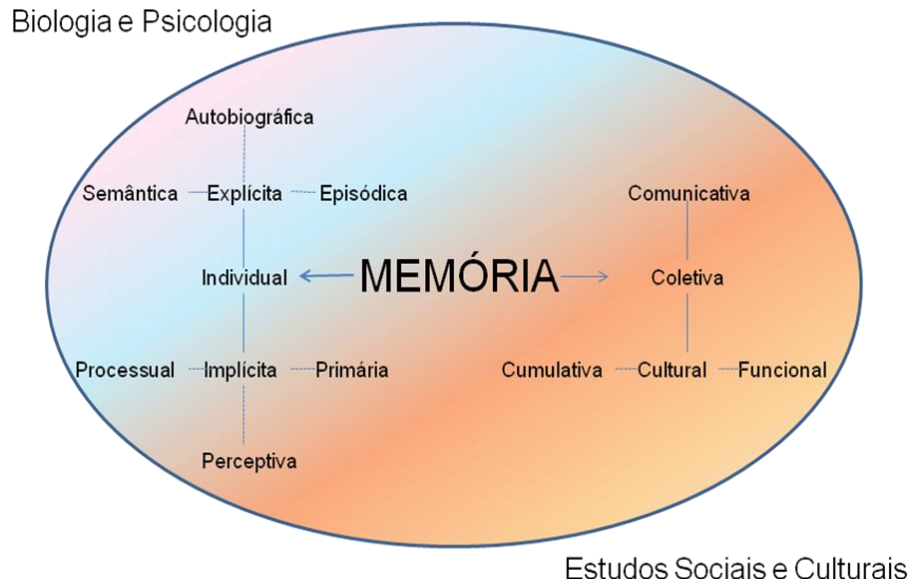 Biologia e Psicologia
Autobiográfica
Semântica Explícita Episódica Comunicativa
Individual MEMÓRIA Coletiva
Processual Implícita Primária Cumulativa Cultural Funcional
Perceptiva
Estudos Sociais e Culturais